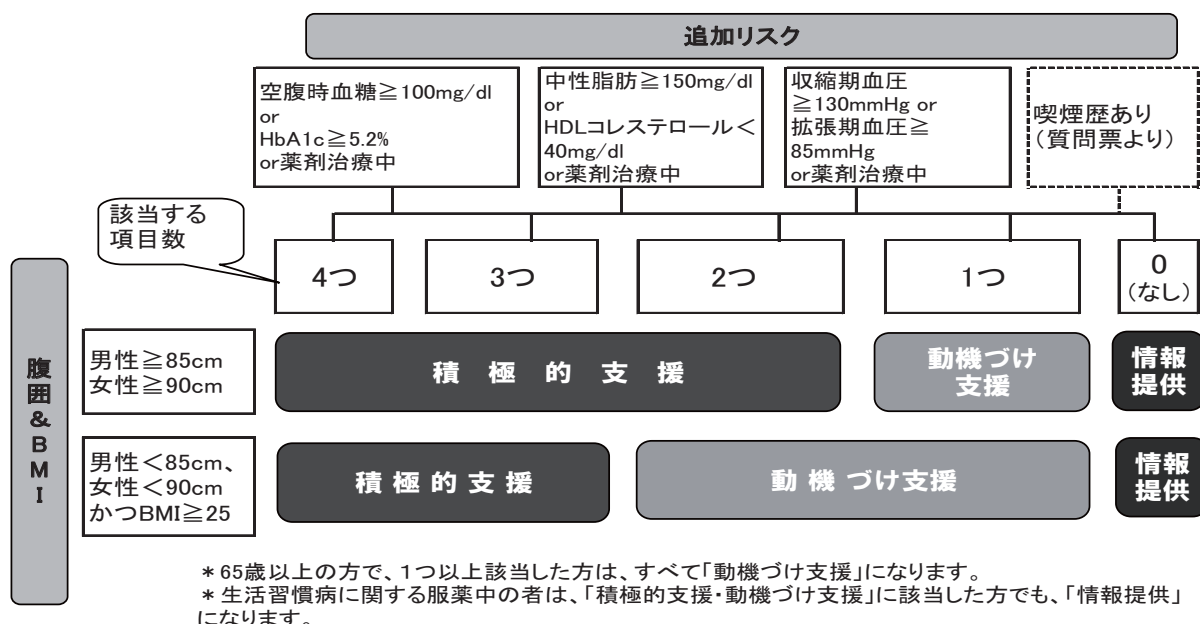 追加リスク
空腹時血糖≧100mg/dl
or
HbA1c≧5.2%
or薬剤治療中
中性脂肪≧150mg/dl
or
HDLコレステロール＜
40mg/dl
or薬剤治療中
収縮期血圧
≧130mmHg or
拡張期血圧≧
85mmHg
or薬剤治療中
喫煙歴あり
（質問票より）
該当する
項目数
4つ
3つ
2つ
1つ
0
（なし）
腹囲&BMI
男性≧85cm
女性≧90cm
積極的支援
動機づけ
支援
情報
提供
男性＜85cm、
女性＜90cm
かつBMI≧25
積極的支援
動機づけ支援
情報
提供
＊65歳以上の方で、1つ以上該当した方は、すべて「動機づけ支援」になります。
＊生活習慣病に関する服薬中の者は、「積極的支援・動機づけ支援」に該当した方でも、「情報提供」
になります。